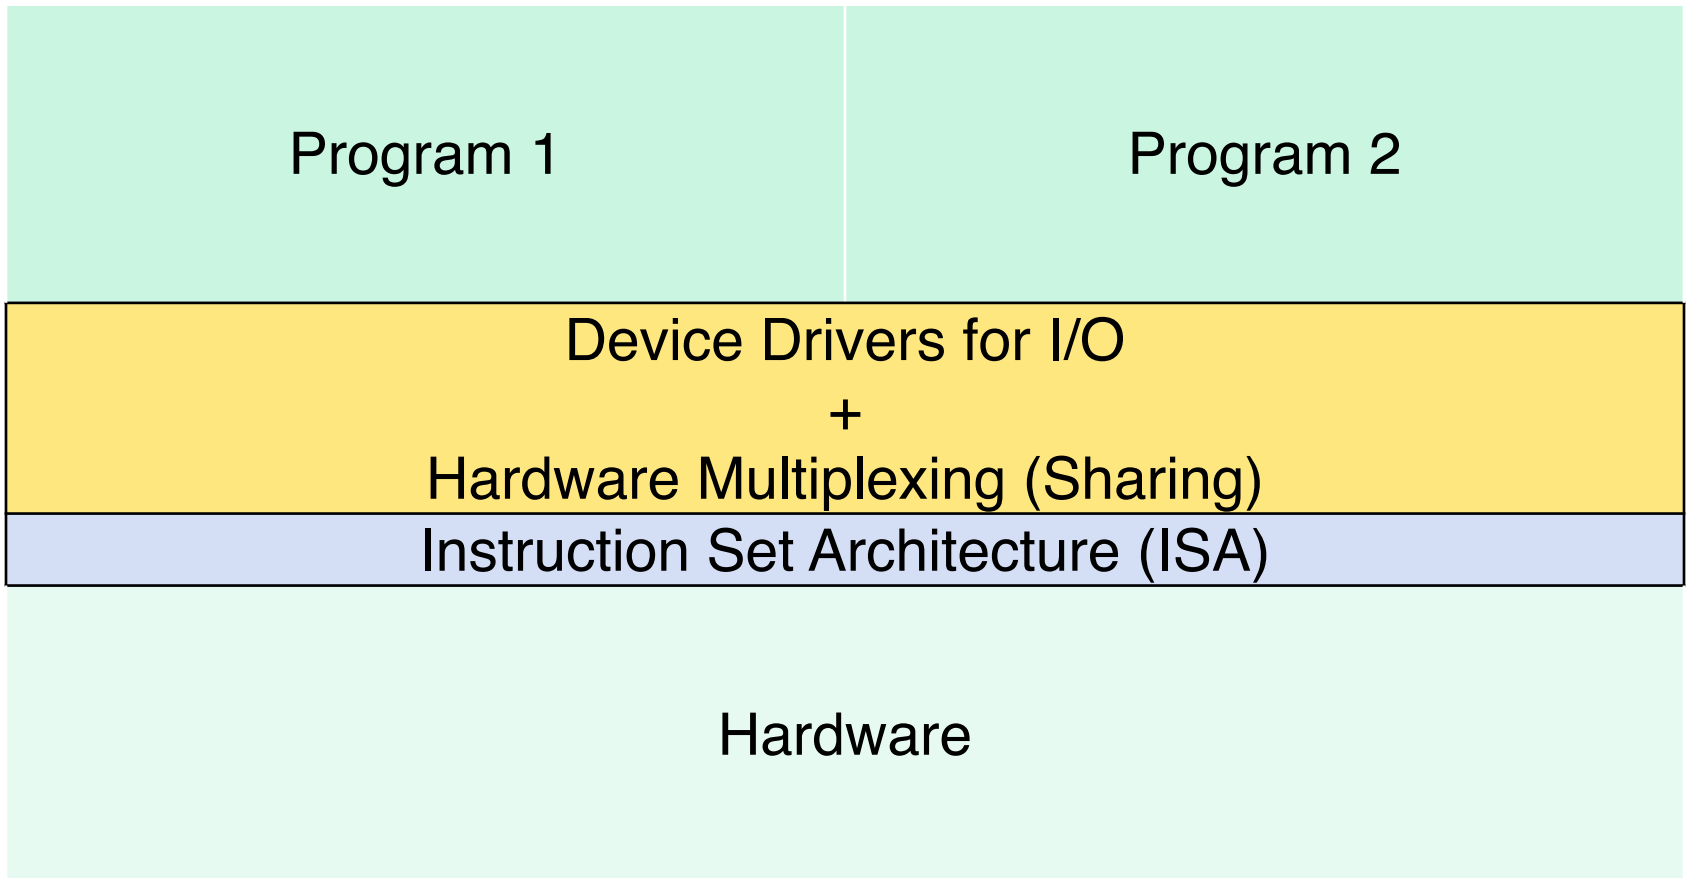 Program 1
Program 2
Device Drivers for I/O
+
Hardware Multiplexing (Sharing)
Instruction Set Architecture (ISA)
Hardware